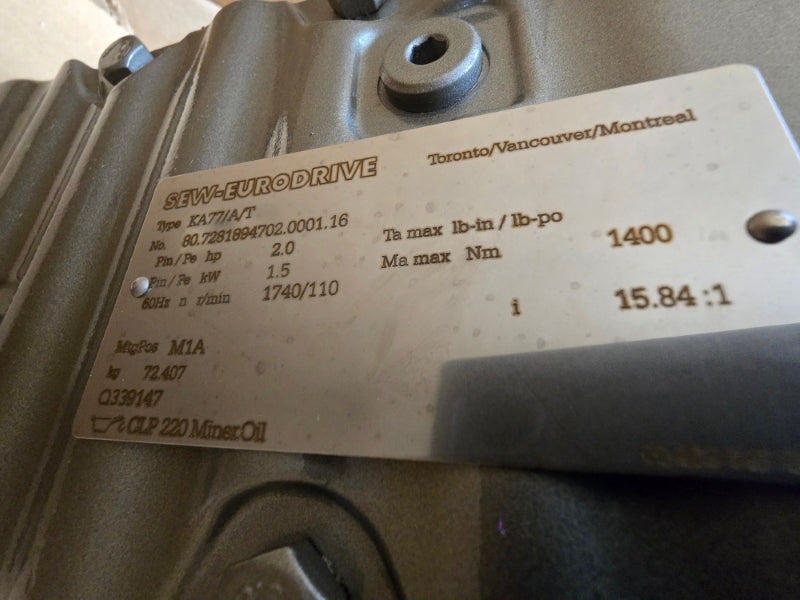 SEW-EURODRIVE
Toronto/Vancouver/Montreal
Type KA77/A/T
No. 80.7281894702.0001.16
Pin/Pe hp 2.0
Ta max lb-in / lb-po
Pin/Pe kW 1.5
Ma max Nm 1400
60Hz n r/min 1740/110
i 15.84 :1
MtgPos M1A
kg 72.407
Q339147
CLP 220 Miner.Oil